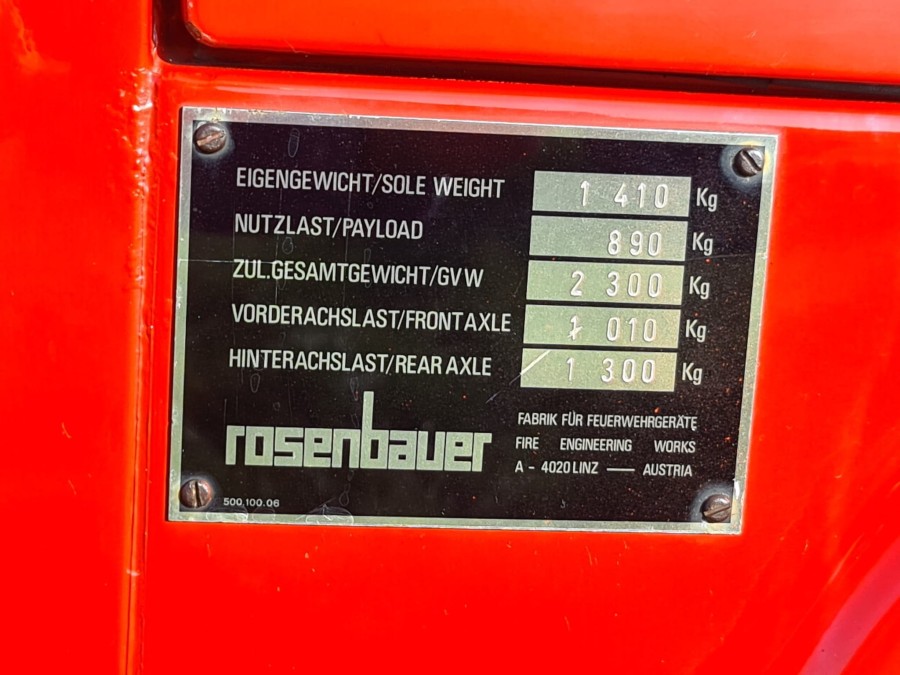 EIGENGEWICHT/SOLE WEIGHT 1 410 Kg
NUTZLAST/PAYLOAD 890 Kg
ZUL.GESAMTGEWICHT/GVW 2 300 Kg
VORDERACHSLAST/FRONTAXLE 1 010 Kg
HINTERACHSLAST/REAR AXLE 1 300 Kg
rosenbauer
FABRIK FÜR FEUERWEHRGERÄTE
FIRE ENGINEERING WORKS
A - 4020 LINZ — AUSTRIA
500.100.06